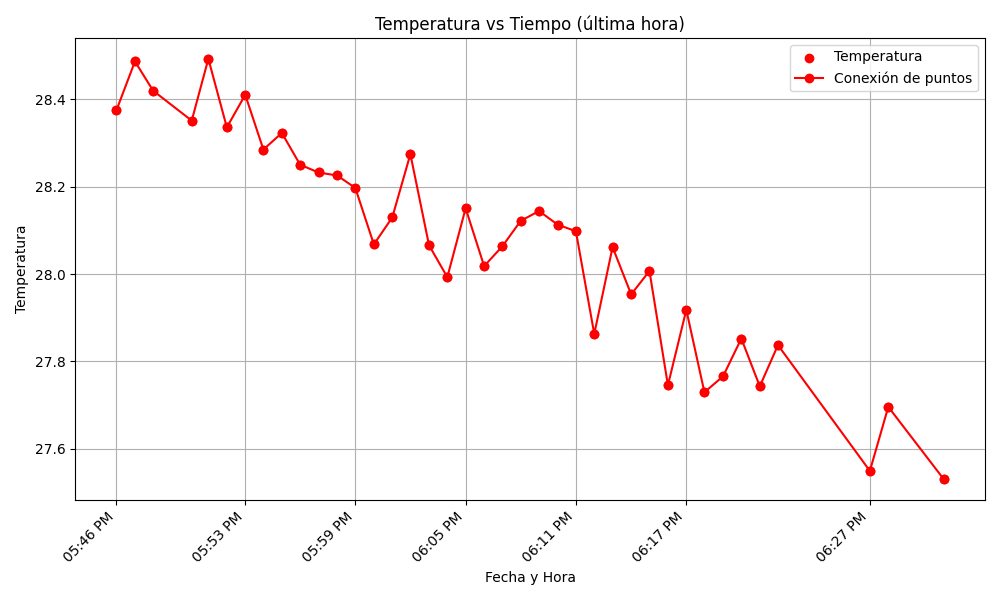 Temperatura vs Tiempo (última hora)
Temperatura
Conexión de puntos
Temperatura
28.4
28.2
28.0
27.8
27.6
05:46 PM
05:53 PM
05:59 PM
06:05 PM
06:11 PM
06:17 PM
06:27 PM
Fecha y Hora